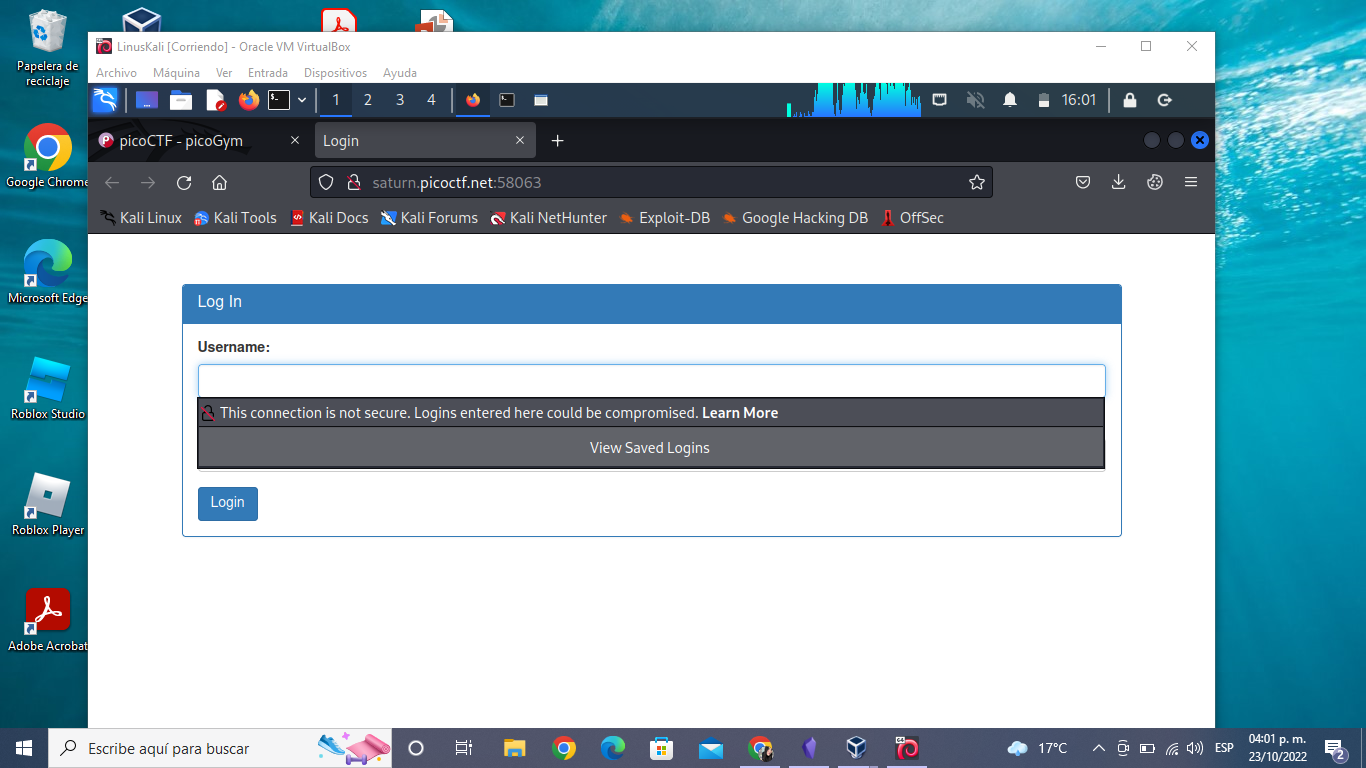 Papelera de
reciclaje
Google Chrome
Microsoft Edge
Roblox Studio
Roblox Player
Adobe Acrobat
LinusKali [Corriendo] - Oracle VM VirtualBox
Archivo Máquina Ver Entrada Dispositivos Ayuda
1 2 3 4 16:01
picoCTF - picoGym Login
saturn.picoctf.net:58063
Kali Linux Kali Tools Kali Docs Kali Forums Kali NetHunter Exploit-DB Google Hacking DB OffSec
Log In
Username:
This connection is not secure. Logins entered here could be compromised. Learn More
View Saved Logins
Login
Escribe aquí para buscar
17°C
ESP
04:01 p. m.
23/10/2022
2